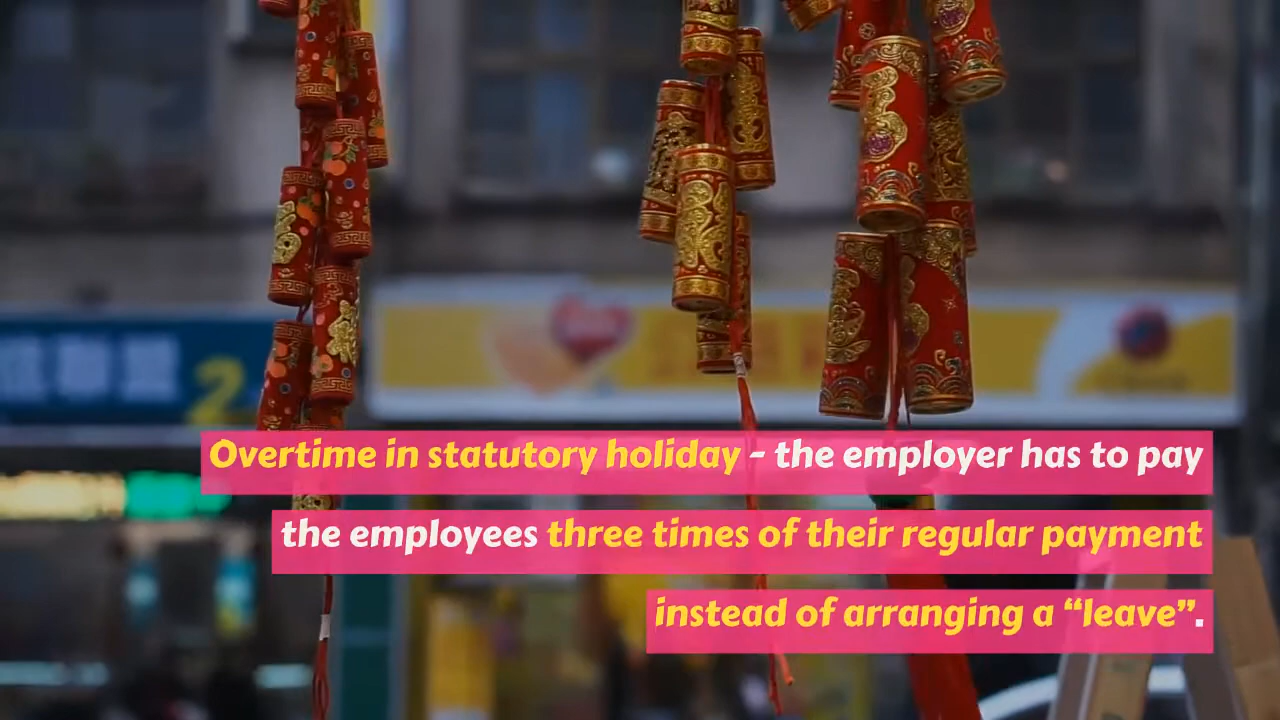 Overtime in statutory holiday - the employer has to pay
the employees three times of their regular payment
instead of arranging a “leave”.
2